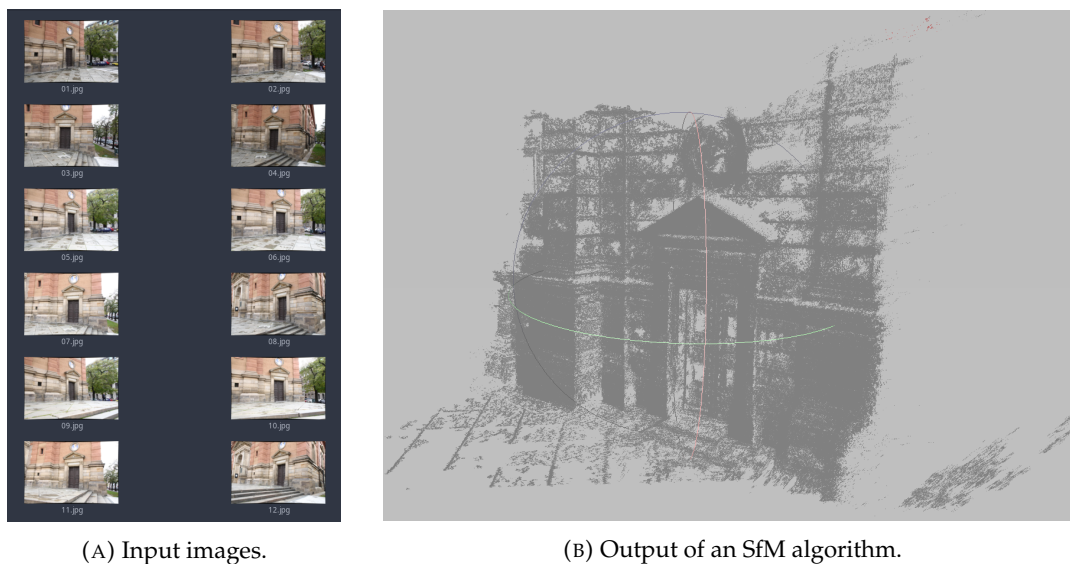 01.jpg 02.jpg
03.jpg 04.jpg
05.jpg 06.jpg
07.jpg 08.jpg
09.jpg 10.jpg
11.jpg 12.jpg
(A) Input images.
(B) Output of an SfM algorithm.